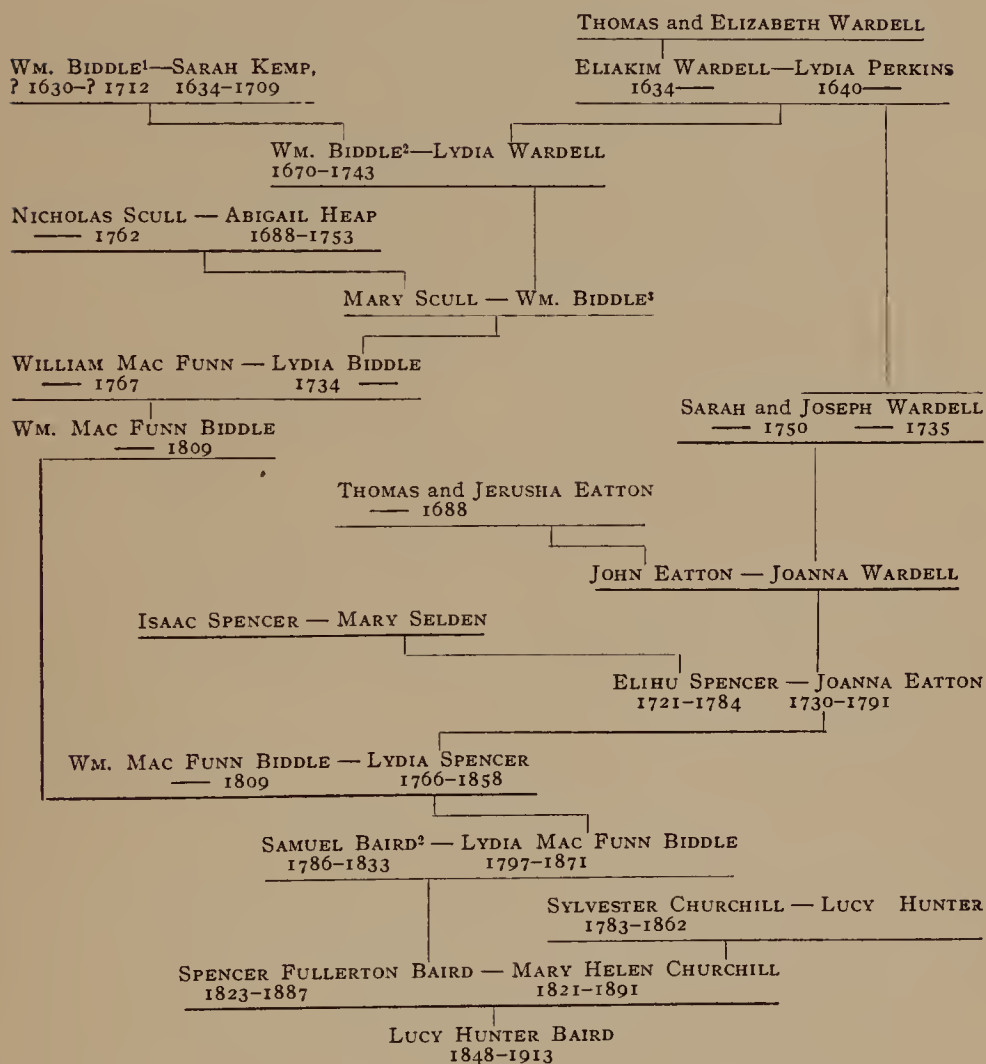 THOMAS and ELIZABETH WARDELL
WM. BIDDLE¹—SARAH KEMP,
? 1630–? 1712 1634–1709
ELIAKIM WARDELL—LYDIA PERKINS
1634— 1640—
WM. BIDDLE²—LYDIA WARDELL
1670–1743
NICHOLAS SCULL — ABIGAIL HEAP
— 1762 1688–1753
MARY SCULL — WM. BIDDLE³
WILLIAM MAC FUNN — LYDIA BIDDLE
— 1767 1734 —
SARAH and JOSEPH WARDELL
— 1750 — 1735
WM. MAC FUNN BIDDLE
— 1809
THOMAS and JERUSHA EATTON
— 1688
JOHN EATTON — JOANNA WARDELL
ISAAC SPENCER — MARY SELDEN
ELIHU SPENCER — JOANNA EATTON
1721–1784 1730–1791
WM. MAC FUNN BIDDLE — LYDIA SPENCER
— 1809 1766–1858
SAMUEL BAIRD² — LYDIA MAC FUNN BIDDLE
1786–1833 1797–1871
SYLVESTER CHURCHILL — LUCY HUNTER
1783–1862
SPENCER FULLERTON BAIRD — MARY HELEN CHURCHILL
1823–1887 1821–1891
LUCY HUNTER BAIRD
1848–1913